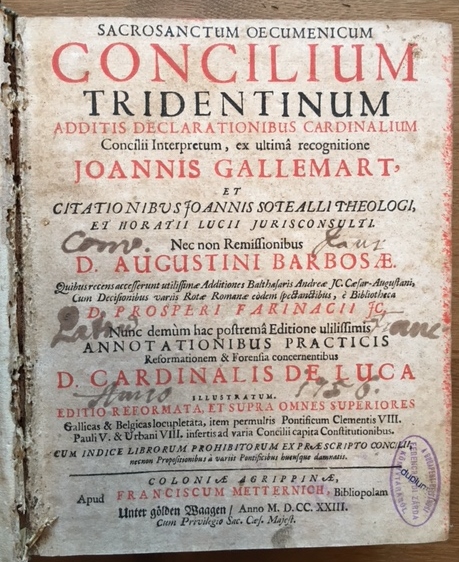 SACROSANCTUM OECUMENICUM
CONCILIUM
TRIDENTINUM
ADDITIS DECLARATIONIBUS CARDINALIUM
Concilii Interpretum, ex ultimâ recognitione
JOANNIS GALLEMART,
ET
CITATIONIBUS JOANNIS SOTEALLI THEOLOGI,
ET HORATII LUCII JURISCONSULTI.
Conv.
Nec non Remissionibus
D. AUGUSTINI BARBOSÆ.
Quibus recens accesserunt utilissimæ Additiones Balthasaris Andreæ JC. Cæsar-Augustani,
Cum Decisionibus variis Rotæ Romanæ eòdem spectantibus, è Bibliotheca
D. PROSPERI FARINACII JC.
Nunc demùm hac postremâ Editione utilissimis
ANNOTATIONIBUS PRACTICIS
Reformationem & Forensia concernentibus
D. CARDINALIS DE LUCA
ILLUSTRATUM.
EDITIO REFORMATA, ET SUPRA OMNES SUPERIORES
Gallicas & Belgicas locupletata, item permultis Pontificum Clementis VIII.
Pauli V. & Urbani VIII. insertis ad varia Concilii capita Constitutionibus.
CUM INDICE LIBRORUM PROHIBITORUM EX PRÆSCRIPTO CONCILII,
necnon Propositionibus à variis Pontificibus hucusque damnatis.
COLONIÆ AGRIPPINÆ,
Apud FRANCISCUM METTERNICH, Bibliopolam
Unter gölden Waagen / Anno M. D. CC. XXIII.
Cum Privilegio Sac. Cæs. Majest.
duplum